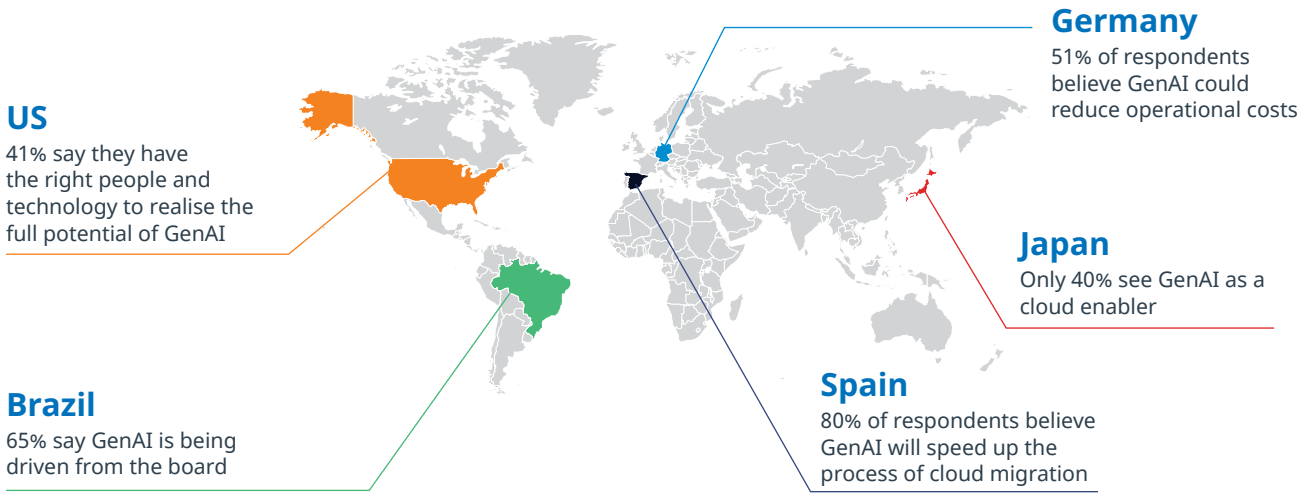 Germany
51% of respondents
believe GenAI could
reduce operational costs
US
41% say they have
the right people and
technology to realise the
full potential of GenAI
Japan
Only 40% see GenAI as a
cloud enabler
Spain
80% of respondents believe
GenAI will speed up the
process of cloud migration
Brazil
65% say GenAI is being
driven from the board